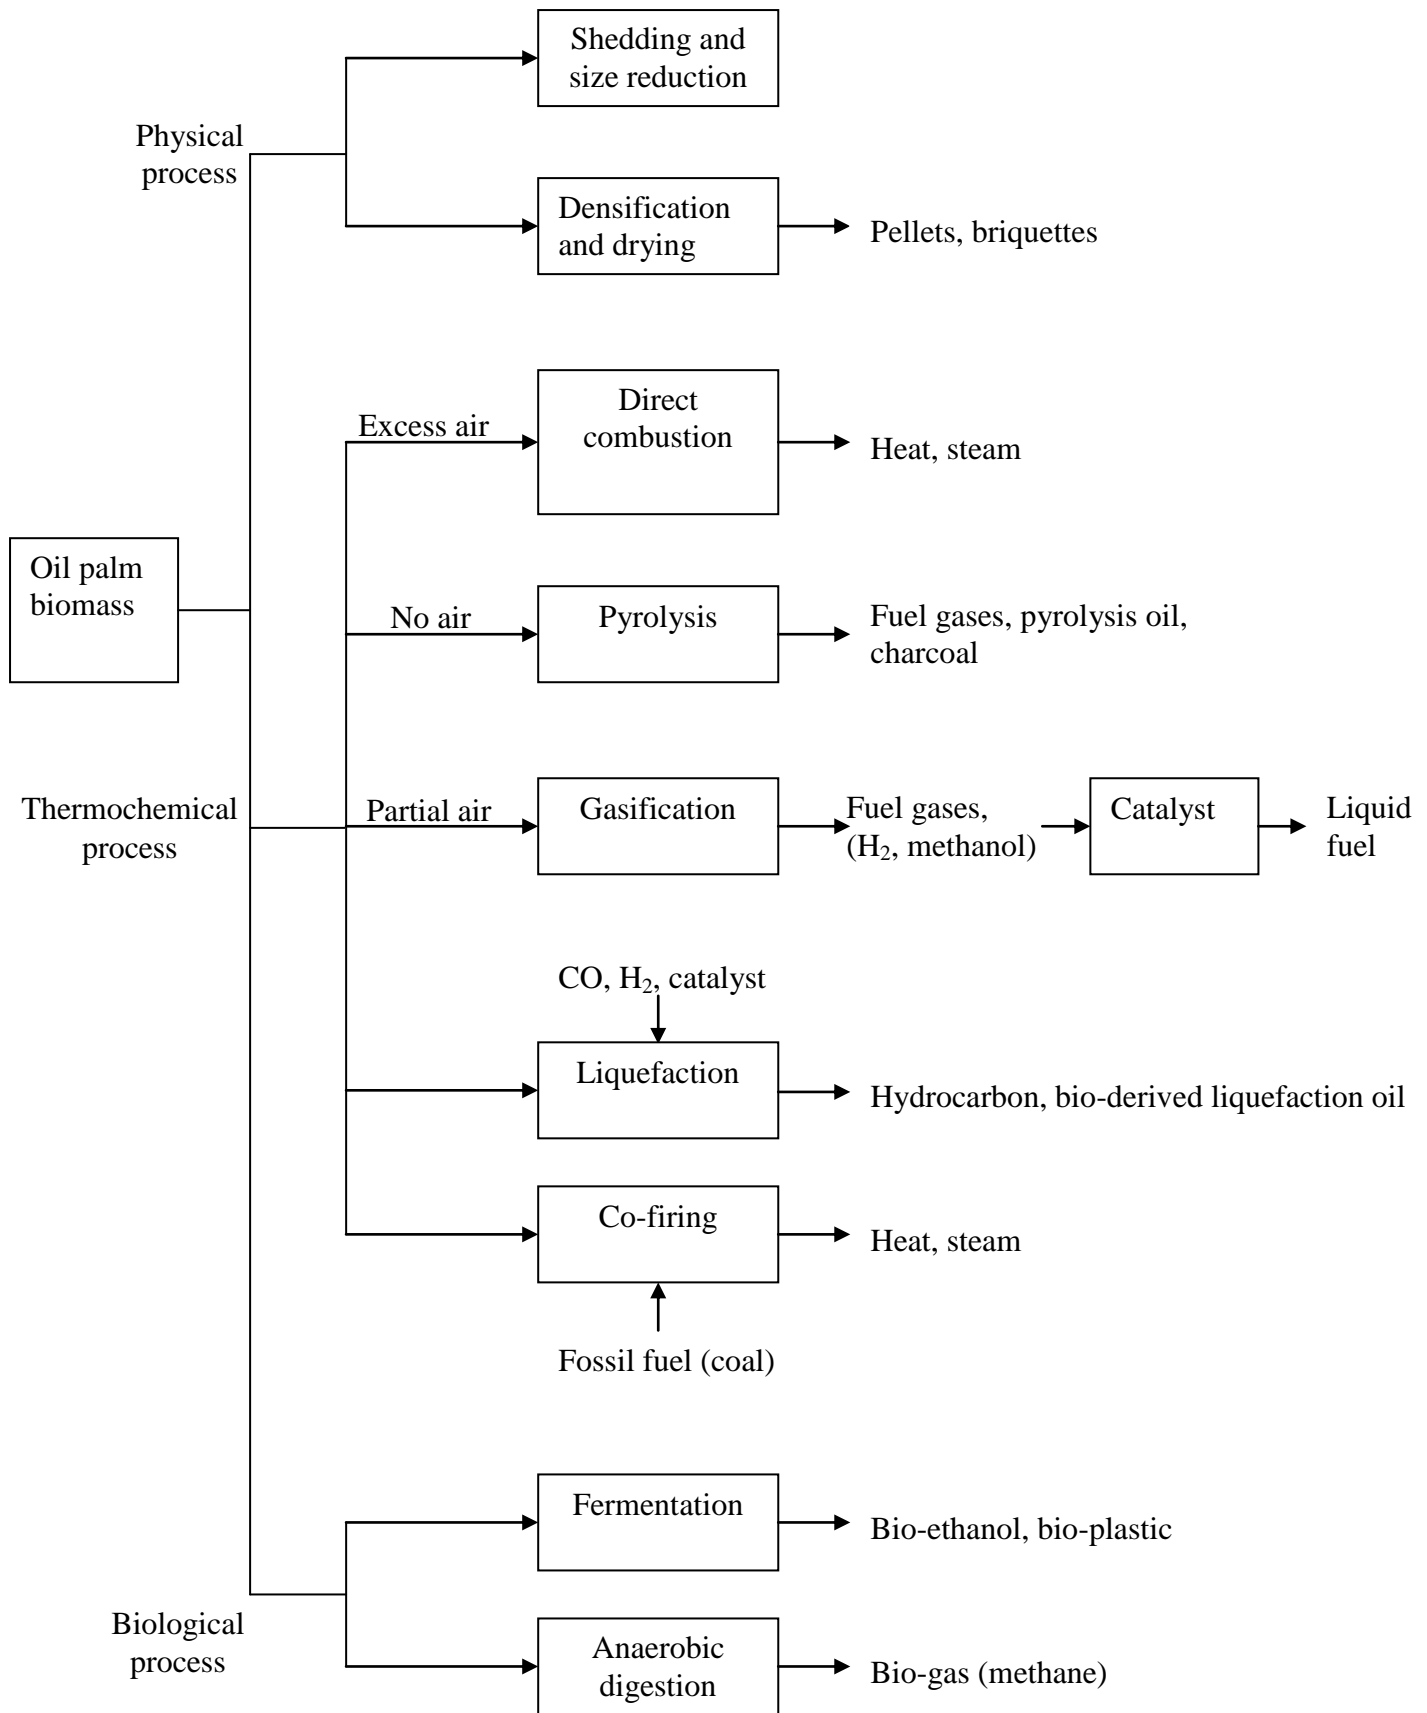 Shedding and
size reduction
Physical
process
Densification
and drying
Pellets, briquettes
Excess air
Direct
combustion
Heat, steam
Oil palm
biomass
No air
Pyrolysis
Fuel gases, pyrolysis oil,
charcoal
Thermochemical
process
Partial air
Gasification
Fuel gases,
(H₂, methanol)
Catalyst
Liquid
fuel
CO, H₂, catalyst
Liquefaction
Hydrocarbon, bio-derived liquefaction oil
Co-firing
Heat, steam
Fossil fuel (coal)
Fermentation
Bio-ethanol, bio-plastic
Biological
process
Anaerobic
digestion
Bio-gas (methane)